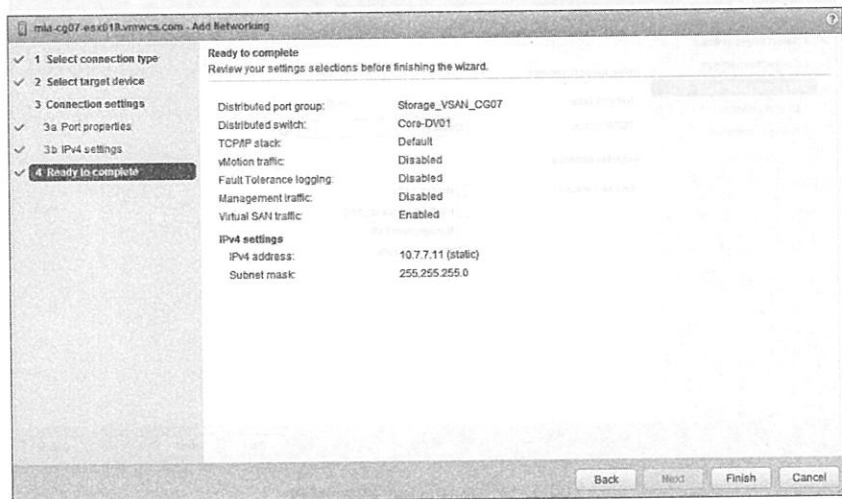 mia-cg07-esx018.vmwcs.com - Add Networking
?
1 Select connection type
2 Select target device
3 Connection settings
3a Port properties
3b IPv4 settings
4 Ready to complete
Ready to complete
Review your settings selections before finishing the wizard.
Distributed port group: Storage_VSAN_CG07
Distributed switch: Core-DV01
TCP/IP stack: Default
vMotion traffic: Disabled
Fault Tolerance logging: Disabled
Management traffic: Disabled
Virtual SAN traffic: Enabled
IPv4 settings
IPv4 address: 10.7.7.11 (static)
Subnet mask: 255.255.255.0
Back Next Finish Cancel